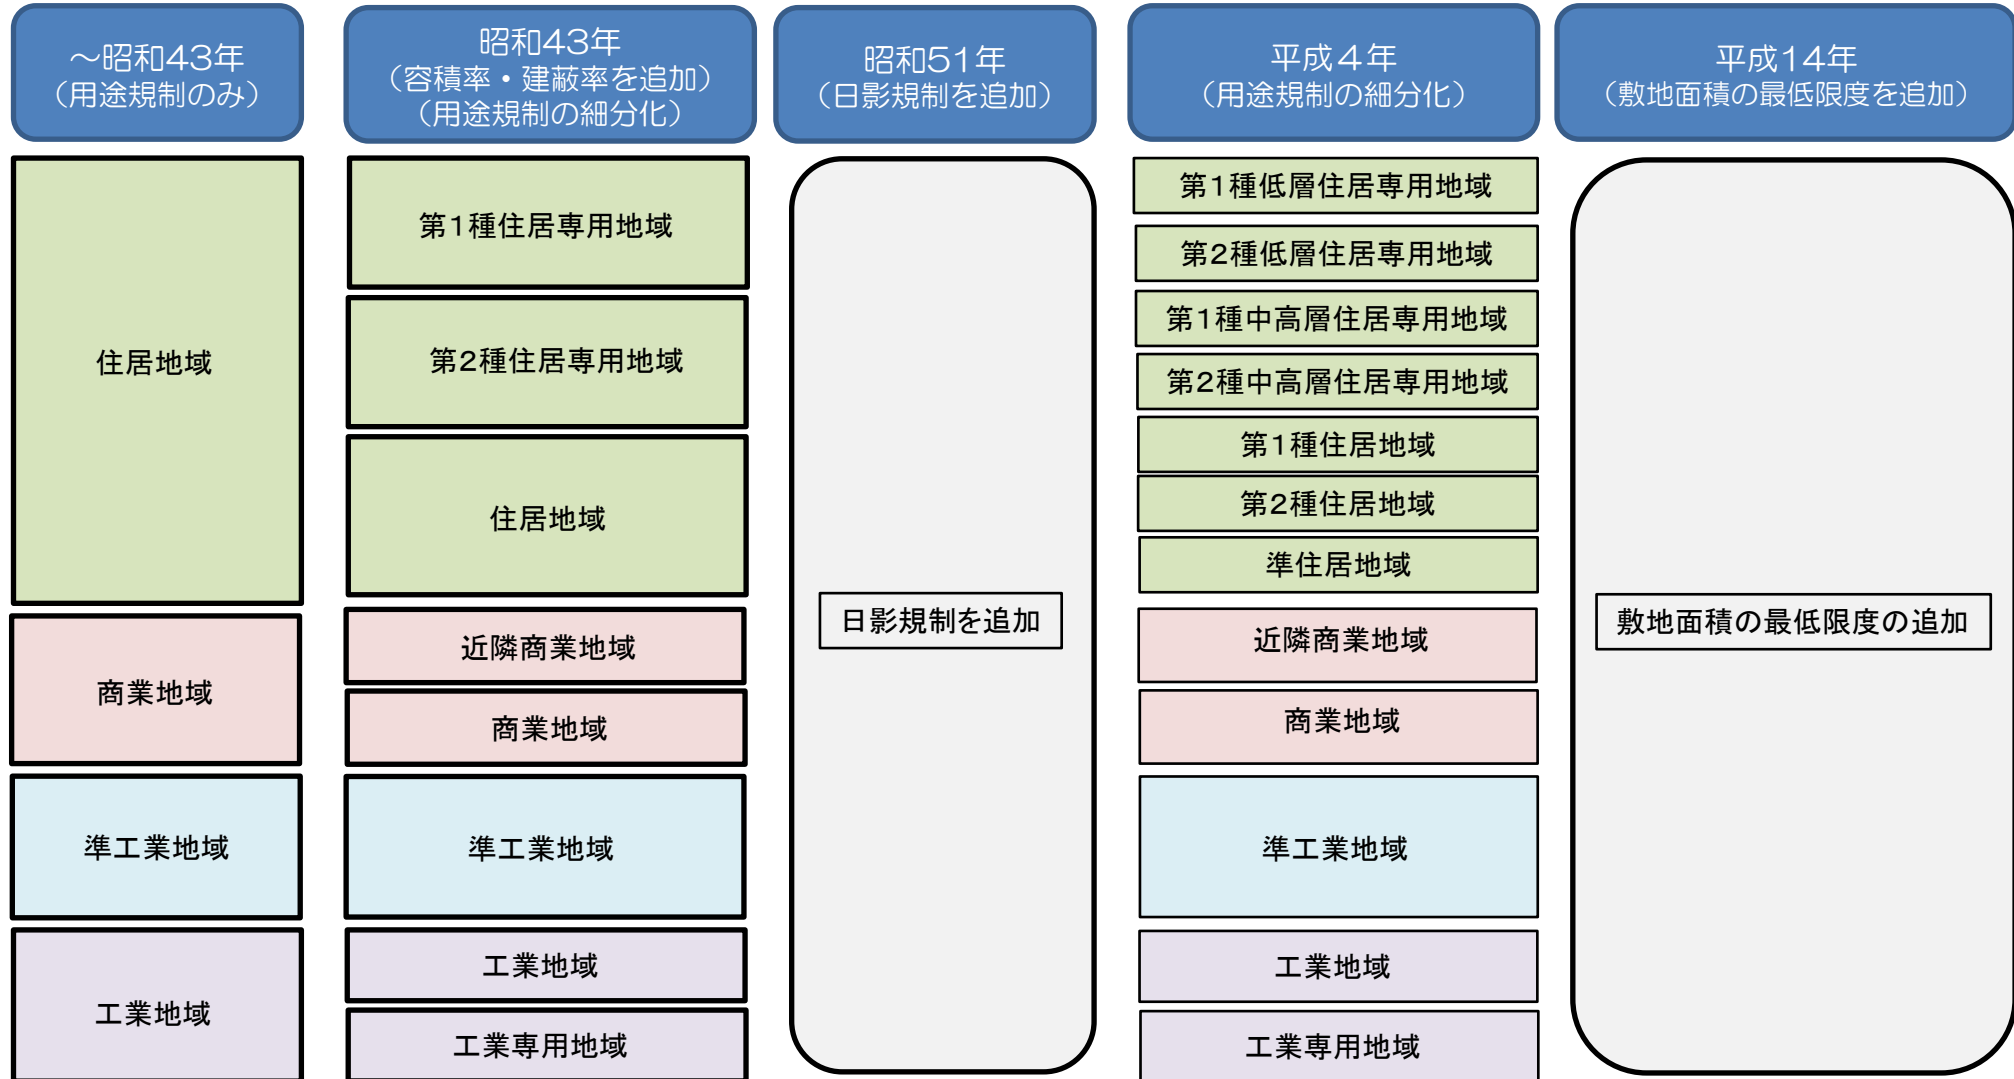 ～昭和43年
（用途規制のみ）
昭和43年
（容積率・建蔽率を追加）
（用途規制の細分化）
昭和51年
（日影規制を追加）
平成４年
（用途規制の細分化）
平成14年
（敷地面積の最低限度を追加）
住居地域
商業地域
準工業地域
工業地域
第1種住居専用地域
第2種住居専用地域
住居地域
近隣商業地域
商業地域
準工業地域
工業地域
工業専用地域
日影規制を追加
第1種低層住居専用地域
第2種低層住居専用地域
第1種中高層住居専用地域
第2種中高層住居専用地域
第1種住居地域
第2種住居地域
準住居地域
近隣商業地域
商業地域
準工業地域
工業地域
工業専用地域
敷地面積の最低限度の追加